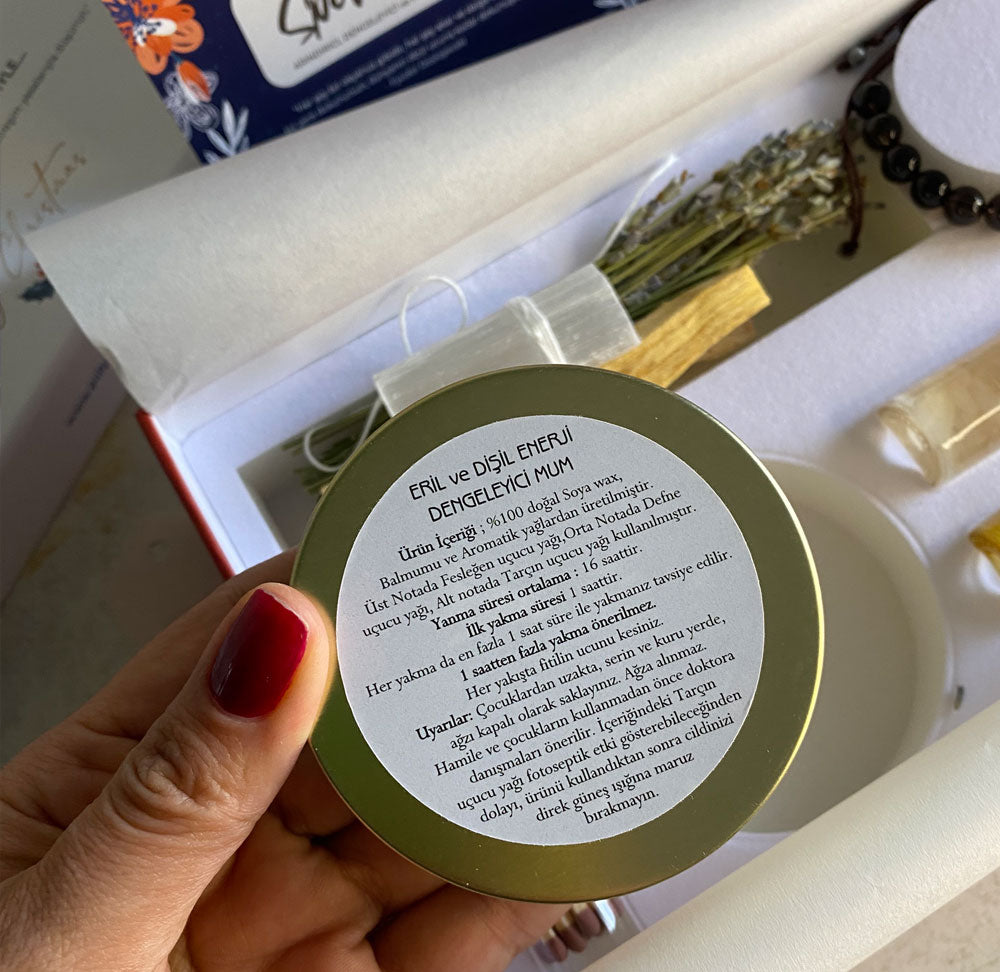 ERİL ve DİŞİL ENERJİ
DENGELEYİCİ MUM
Ürün İçeriği ; %100 doğal Soya wax,
Balmumu ve Aromatik yağlardan üretilmiştir.
Üst Notada Fesleğen uçucu yağı,Orta Notada Defne
uçucu yağı, Alt notada Tarçın uçucu yağı kullanılmıştır.
Yanma süresi ortalama : 16 saattir.
İlk yakma süresi 1 saattir.
Her yakma da en fazla 1 saat süre ile yakmanız tavsiye edilir.
1 saatten fazla yakma önerilmez.
Her yakışta fitilin ucunu kesiniz.
Uyarılar: Çocuklardan uzakta, serin ve kuru yerde,
ağzı kapalı olarak saklayınız. Ağza alınmaz.
Hamile ve çocukların kullanmadan önce doktora
danışmaları önerilir. İçeriğindeki Tarçın
uçucu yağı fotoseptik etki gösterebileceğinden
dolayı, ürünü kullandıktan sonra cildinizi
direk güneş ışığına maruz
bırakmayın.